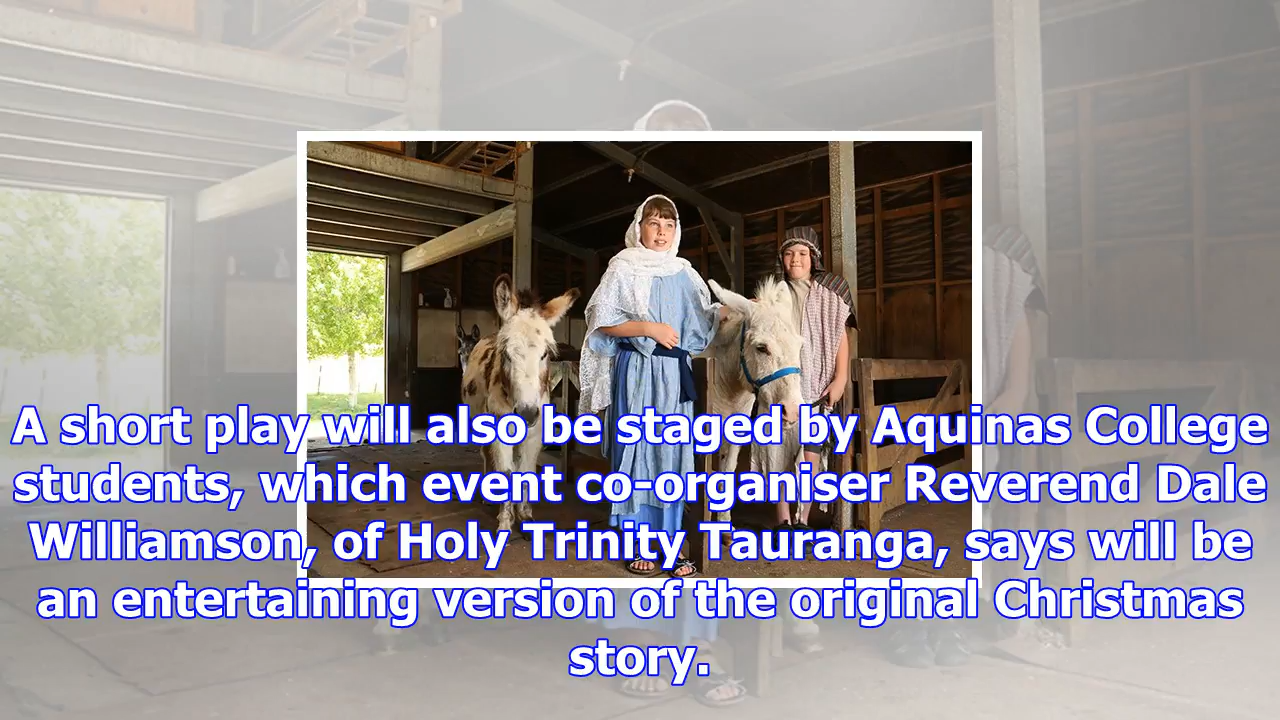 A short play will also be staged by Aquinas College
students, which event co-organiser Reverend Dale
Williamson, of Holy Trinity Tauranga, says will be
an entertaining version of the original Christmas
story.